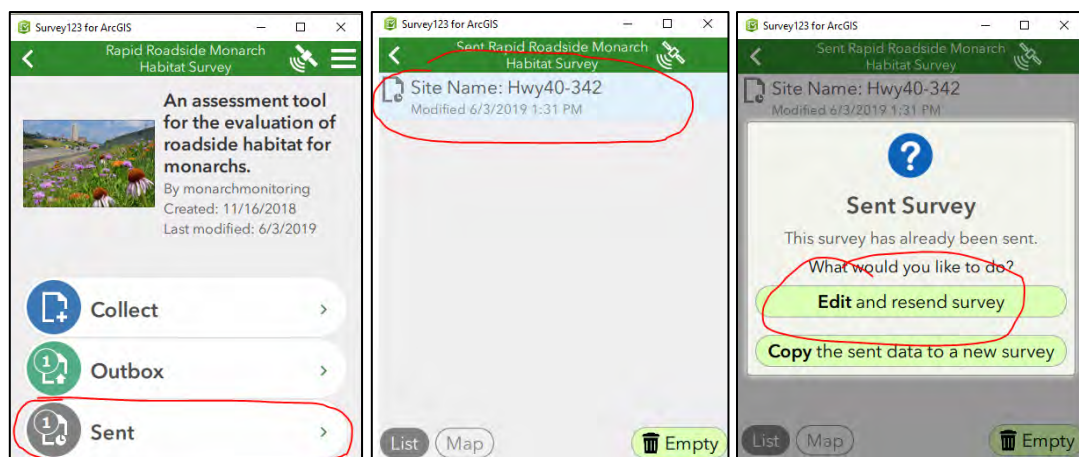 Survey123 for ArcGIS
Rapid Roadside Monarch
Habitat Survey
An assessment tool
for the evaluation of
roadside habitat for
monarchs.
By monarchmonitoring
Created: 11/16/2018
Last modified: 6/3/2019
Collect
1
Outbox
1
Sent
Survey123 for ArcGIS
Sent Rapid Roadside Monarch
Habitat Survey
Site Name: Hwy40-342
Modified 6/3/2019 1:31 PM
List
Map
Empty
Survey123 for ArcGIS
Sent Rapid Roadside Monarch
Habitat Survey
Site Name: Hwy40-342
Modified 6/3/2019 1:31 PM
?
Sent Survey
This survey has already been sent.
What would you like to do?
Edit and resend survey
Copy the sent data to a new survey
List
Map
Empty